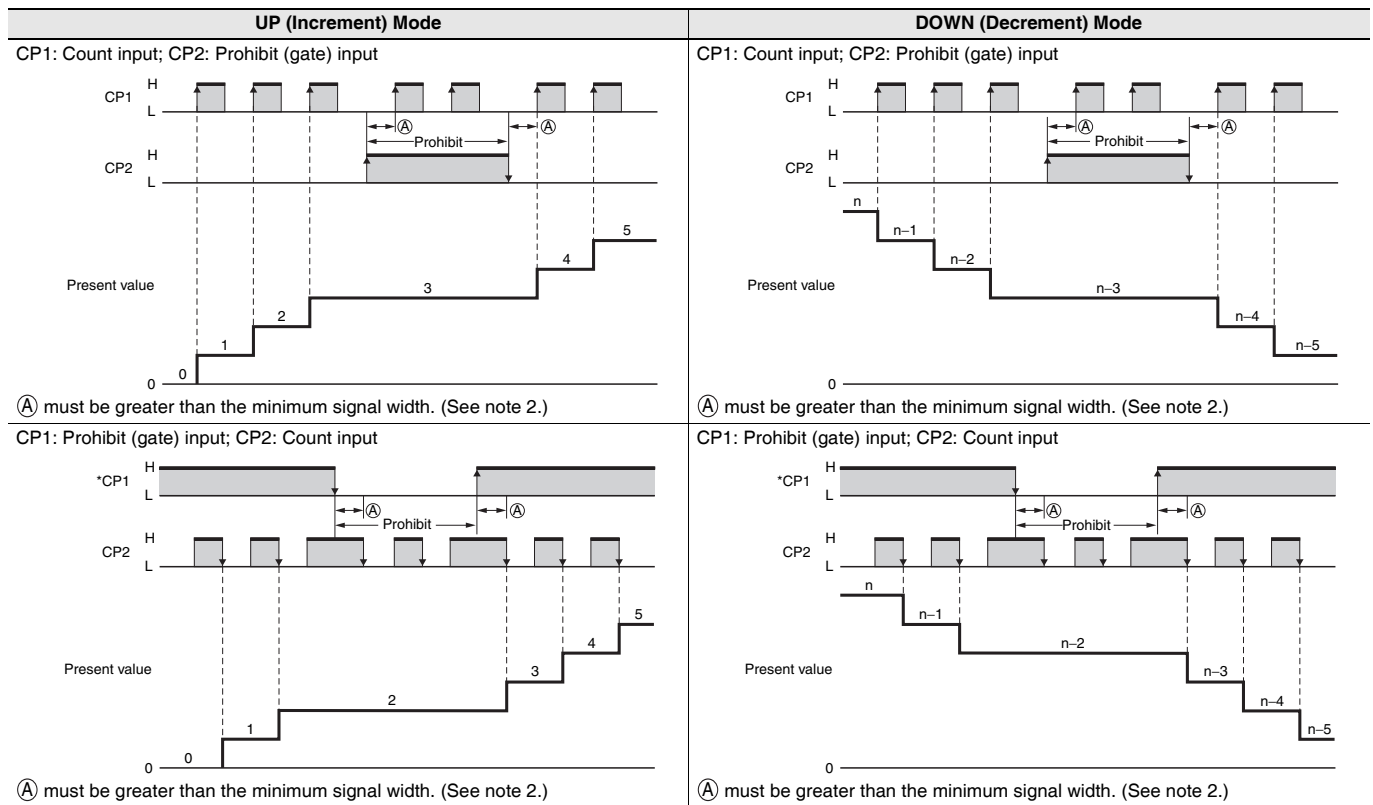 UP (Increment) Mode
DOWN (Decrement) Mode
CP1: Count input; CP2: Prohibit (gate) input
H
CP1
L
Ⓐ
Ⓐ
Prohibit
H
CP2
L
5
4
Present value
3
2
1
0
0
Ⓐ must be greater than the minimum signal width. (See note 2.)
CP1: Count input; CP2: Prohibit (gate) input
H
CP1
L
Ⓐ
Ⓐ
Prohibit
H
CP2
L
n
n–1
n–2
Present value
n–3
n–4
n–5
0
Ⓐ must be greater than the minimum signal width. (See note 2.)
CP1: Prohibit (gate) input; CP2: Count input
H
*CP1
L
Ⓐ
Ⓐ
Prohibit
H
CP2
L
5
4
Present value
3
2
1
0
0
Ⓐ must be greater than the minimum signal width. (See note 2.)
CP1: Prohibit (gate) input; CP2: Count input
H
*CP1
L
Ⓐ
Ⓐ
Prohibit
H
CP2
L
n
n–1
n–2
Present value
n–3
n–4
n–5
0
Ⓐ must be greater than the minimum signal width. (See note 2.)